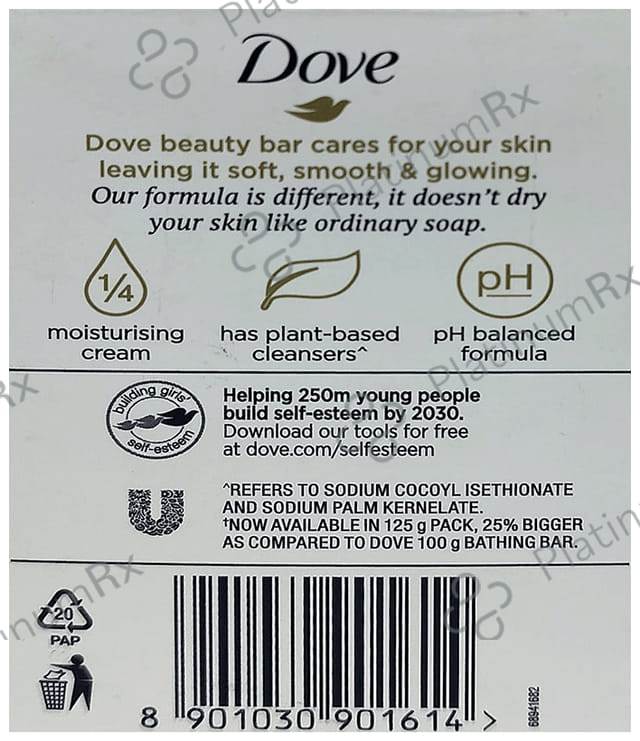 Dove
Dove beauty bar cares for your skin
leaving it soft, smooth & glowing.
Our formula is different, it doesn't dry
your skin like ordinary soap.
1/4
pH
moisturising
cream
has plant-based
cleansers^
pH balanced
formula
building girls'
self-esteem
Helping 250m young people
build self-esteem by 2030.
Download our tools for free
at dove.com/selfesteem
^REFERS TO SODIUM COCOYL ISETHIONATE
AND SODIUM PALM KERNELATE.
†NOW AVAILABLE IN 125 g PACK, 25% BIGGER
AS COMPARED TO DOVE 100 g BATHING BAR.
20
PAP
8 901030 901614 >
68941682
PlatinumRx